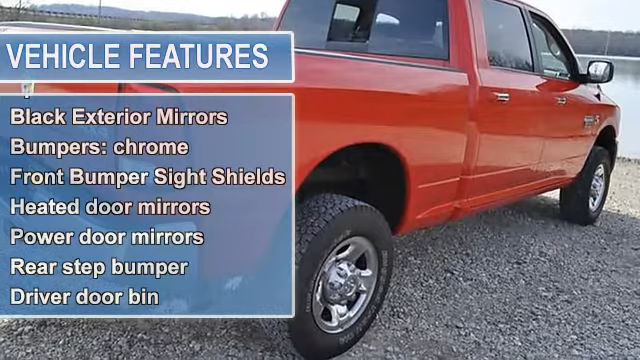 VEHICLE FEATURES
Black Exterior Mirrors
Bumpers: chrome
Front Bumper Sight Shields
Heated door mirrors
Power door mirrors
Rear step bumper
Driver door bin